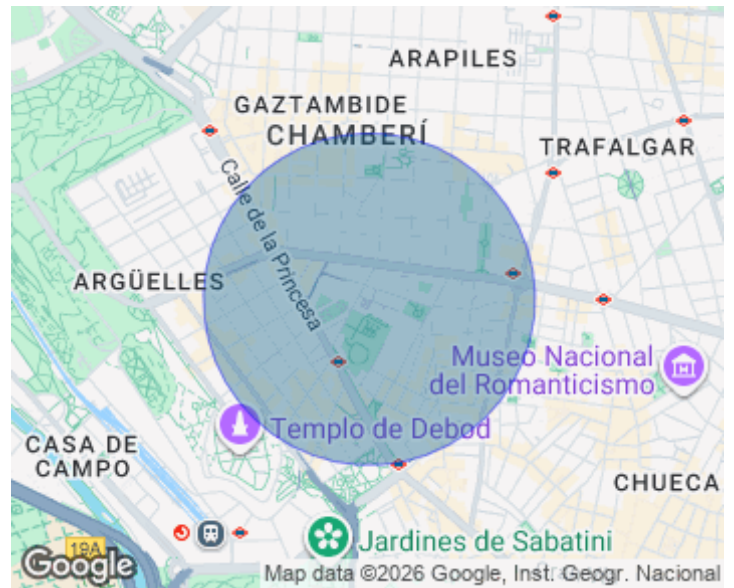 ARAPILES
GAZTAMBIDE
CHAMBERÍ
TRAFALGAR
Calle de la Princesa
ARGÜELLES
Museo Nacional
del Romanticismo
Templo de Debod
CASA DE
CAMPO
CHUECA
Jardines de Sabatini
19A
Google
Map data ©2026 Google, Inst. Geogr. Nacional